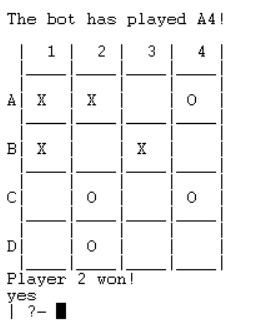 The bot has played A4!
| 1 | 2 | 3 | 4 |
A| X | X | | O |
B| X | | X | |
C| | O | | O |
D| | O | | |
Player 2 won!
yes
| ?-